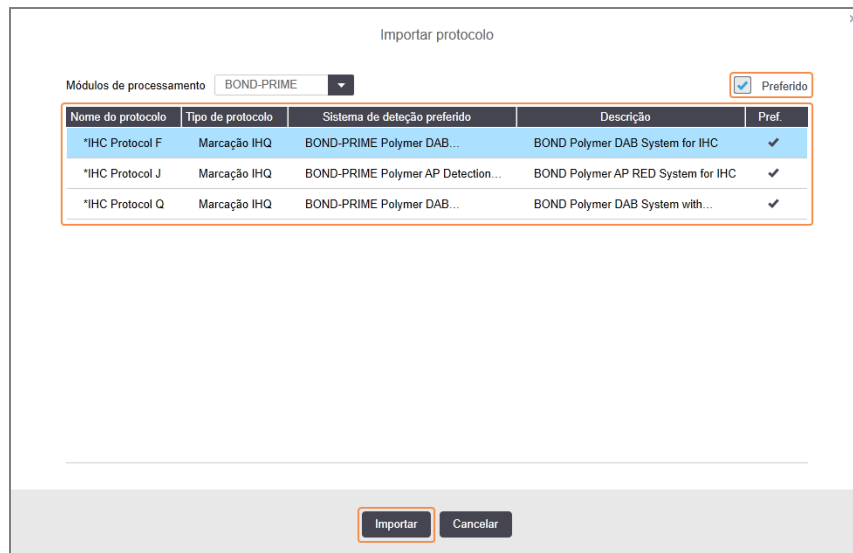 Importar protocolo
Módulos de processamento BOND-PRIME Preferido
Nome do protocolo Tipo de protocolo Sistema de deteção preferido Descrição Pref.
*IHC Protocol F Marcação IHQ BOND-PRIME Polymer DAB... BOND Polymer DAB System for IHC
*IHC Protocol J Marcação IHQ BOND-PRIME Polymer AP Detection... BOND Polymer AP RED System for IHC
*IHC Protocol Q Marcação IHQ BOND-PRIME Polymer DAB... BOND Polymer DAB System with...
Importar Cancelar